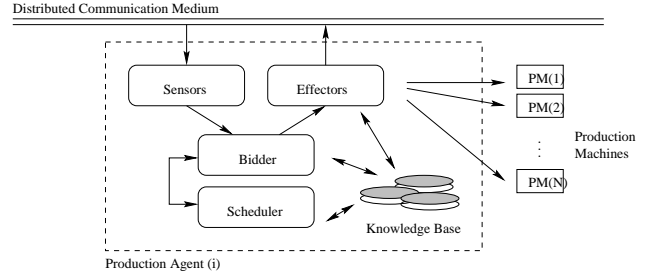 Distributed Communication Medium
Sensors
Effectors
PM(1)
PM(2)
Bidder
Production
Machines
PM(N)
Scheduler
Knowledge Base
Production Agent (i)